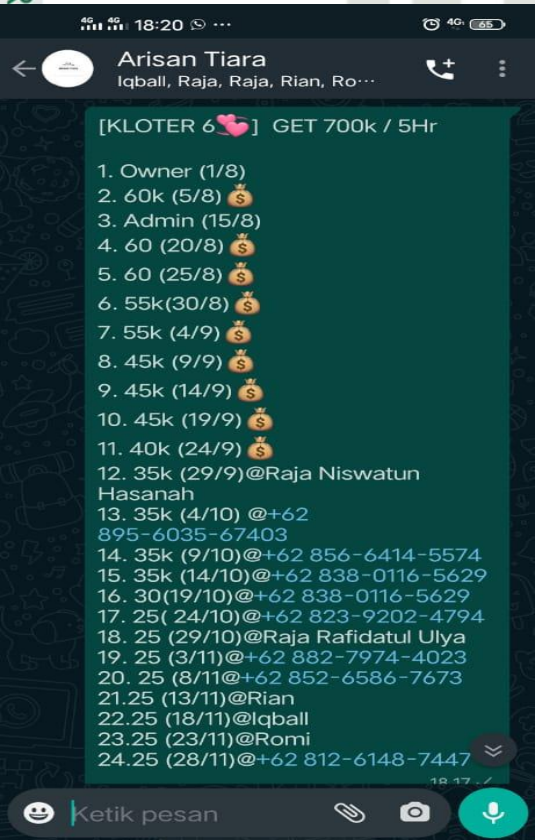 4G 4G 18:20 ... 4G 65
Arisan Tiara
Iqball, Raja, Raja, Rian, Ro...
[KLOTER 6💞] GET 700k / 5Hr
1. Owner (1/8)
2. 60k (5/8)💰
3. Admin (15/8)
4. 60 (20/8)💰
5. 60 (25/8)💰
6. 55k(30/8)💰
7. 55k (4/9)💰
8. 45k (9/9)💰
9. 45k (14/9)💰
10. 45k (19/9)💰
11. 40k (24/9)💰
12. 35k (29/9)@Raja Niswatun
Hasanah
13. 35k (4/10) @+62
895-6035-67403
14. 35k (9/10)@+62 856-6414-5574
15. 35k (14/10)@+62 838-0116-5629
16. 30(19/10)@+62 838-0116-5629
17. 25( 24/10)@+62 823-9202-4794
18. 25 (29/10)@Raja Rafidatul Ulya
19. 25 (3/11)@+62 882-7974-4023
20. 25 (8/11@+62 852-6586-7673
21.25 (13/11)@Rian
22.25 (18/11)@Iqball
23.25 (23/11)@Romi
24.25 (28/11)@+62 812-6148-7447
18.17
Ketik pesan